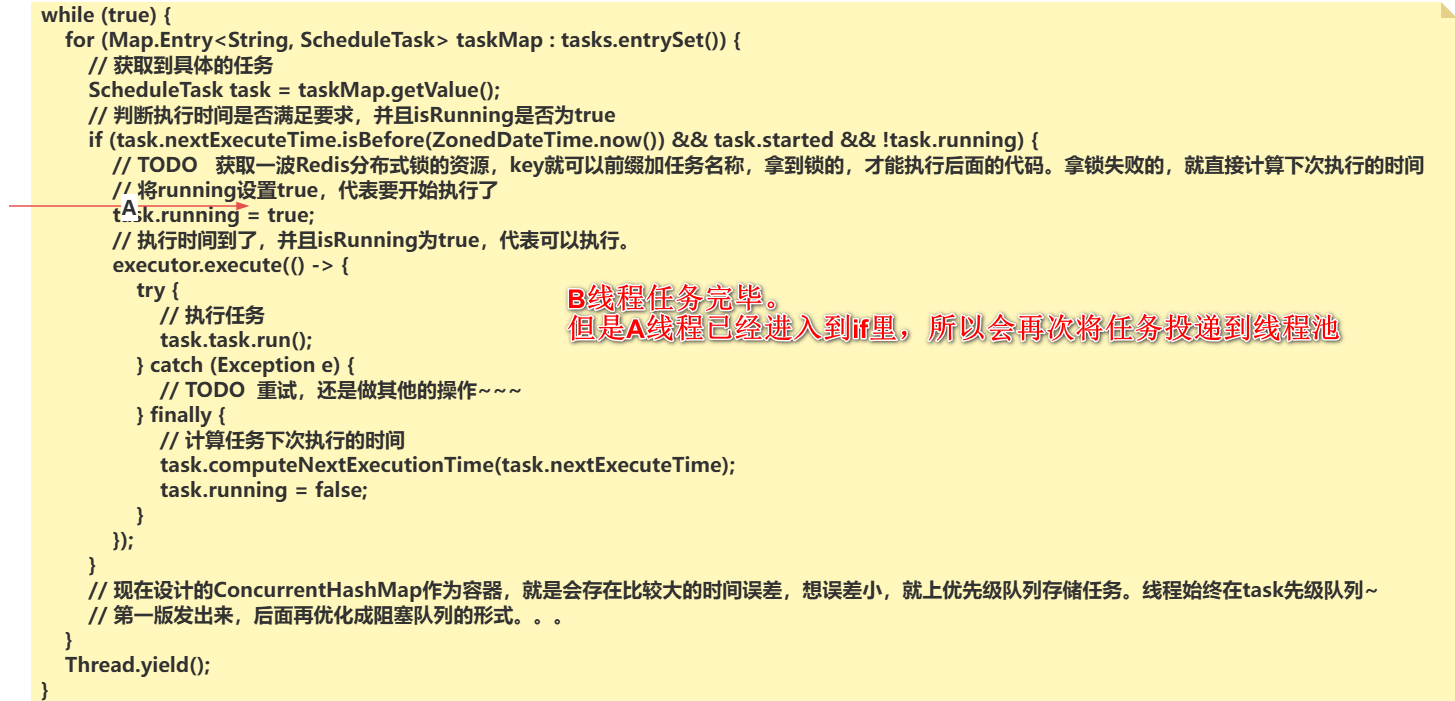 while (true) {
for (Map.Entry<String, ScheduleTask> taskMap : tasks.entrySet()) {
// 获取到具体的任务
ScheduleTask task = taskMap.getValue();
// 判断执行时间是否满足要求，并且isRunning是否为true
if (task.nextExecuteTime.isBefore(ZonedDateTime.now()) && task.started && !task.running) {
// TODO   获取一波Redis分布式锁的资源，key就可以前缀加任务名称，拿到锁的，才能执行后面的代码。拿锁失败的，就直接计算下次执行的时间
// 将running设置true，代表要开始执行了
A
task.running = true;
// 执行时间到了，并且isRunning为true，代表可以执行。
executor.execute(() -> {
try {
B线程任务完毕。
// 执行任务
但是A线程已经进入到if里，所以会再次将任务投递到线程池
task.task.run();
} catch (Exception e) {
// TODO  重试，还是做其他的操作~~~
} finally {
// 计算任务下次执行的时间
task.computeNextExecutionTime(task.nextExecuteTime);
task.running = false;
}
});
}
// 现在设计的ConcurrentHashMap作为容器，就是会存在比较大的时间误差，想误差小，就上优先级队列存储任务。线程始终在task先级队列~
// 第一版发出来，后面再优化成阻塞队列的形式。。。
}
Thread.yield();
}